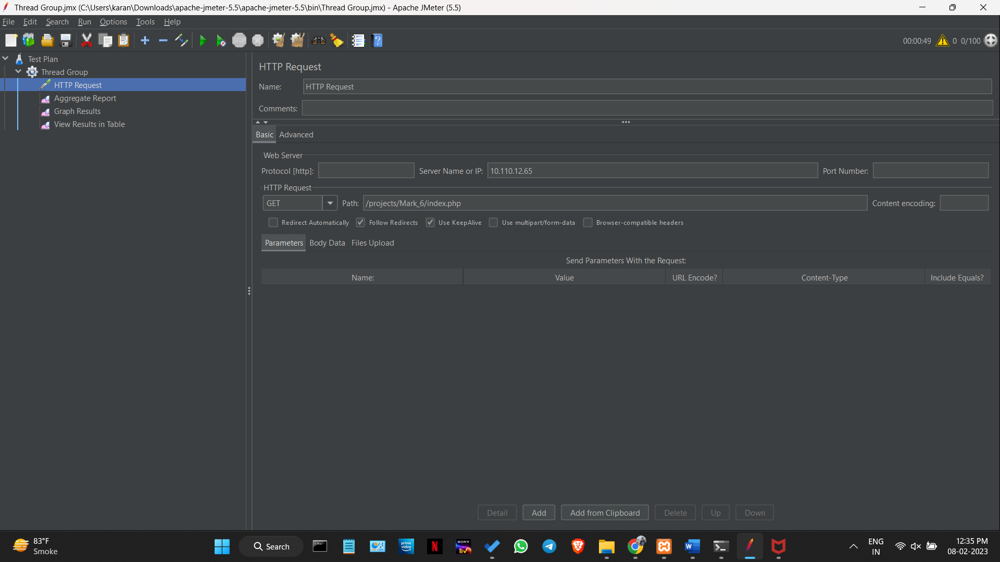 Thread Group.jmx (C:\Users\karan\Downloads\apache-jmeter-5.5\apache-jmeter-5.5\bin\Thread Group.jmx) - Apache JMeter (5.5)
File Edit Search Run Options Tools Help
STOP
?
00:00:49 0 0/100
Test Plan
Thread Group
HTTP Request
Aggregate Report
Graph Results
View Results in Table
HTTP Request
Name: HTTP Request
Comments:
Basic Advanced
Web Server
Protocol [http]: Server Name or IP: 10.110.12.65 Port Number:
HTTP Request
GET Path: /projects/Mark_6/index.php Content encoding:
Redirect Automatically Follow Redirects Use KeepAlive Use multipart/form-data Browser-compatible headers
Parameters Body Data Files Upload
Send Parameters With the Request:
Name: Value URL Encode? Content-Type Include Equals?
Detail Add Add from Clipboard Delete Up Down
83°F
Smoke
Search
prime video
N
SONY liv
W
ENG
IN
12:35 PM
08-02-2023